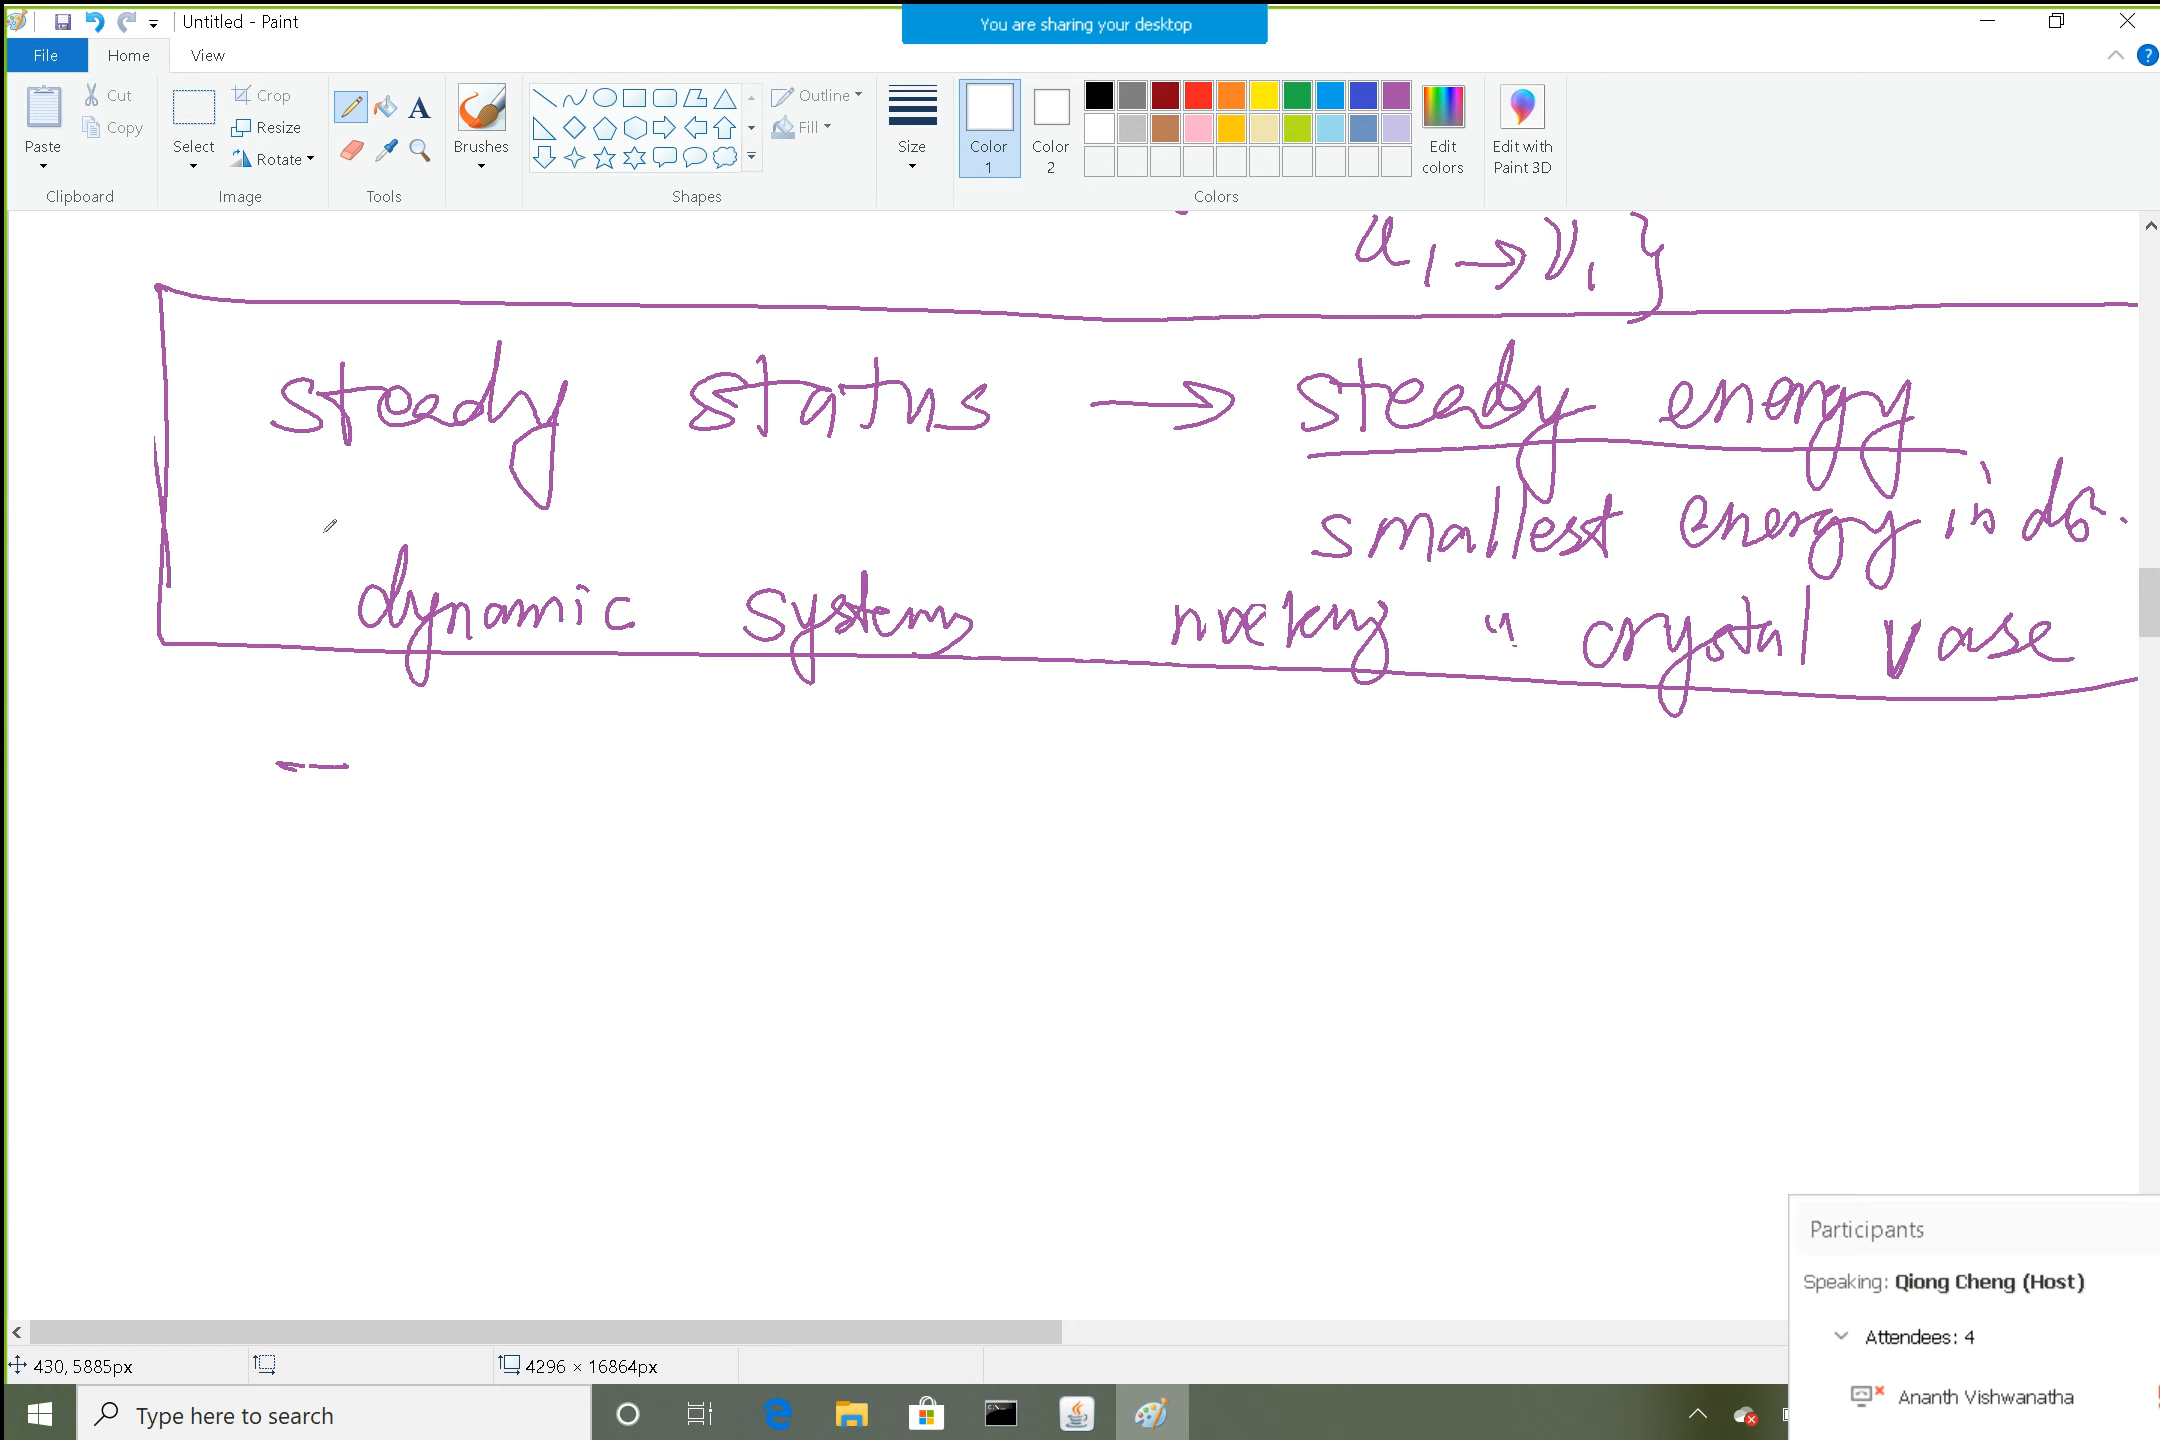 Untitled - Paint
You are sharing your desktop
File Home View
Paste
Cut
Copy
Clipboard
Select
Crop
Resize
Rotate
Image
A
Tools
Brushes
Shapes
Outline
Fill
Size
Color 1
Color 2
Colors
Edit colors
Edit with Paint 3D
u₁ → v₁ }
steady status → steady energy
smallest energy in
dynamic systems " crystal vase
430, 5885px
4296 × 16864px
Type here to search
Participants
Speaking: Qiong Cheng (Host)
Attendees: 4
Ananth Vishwanatha